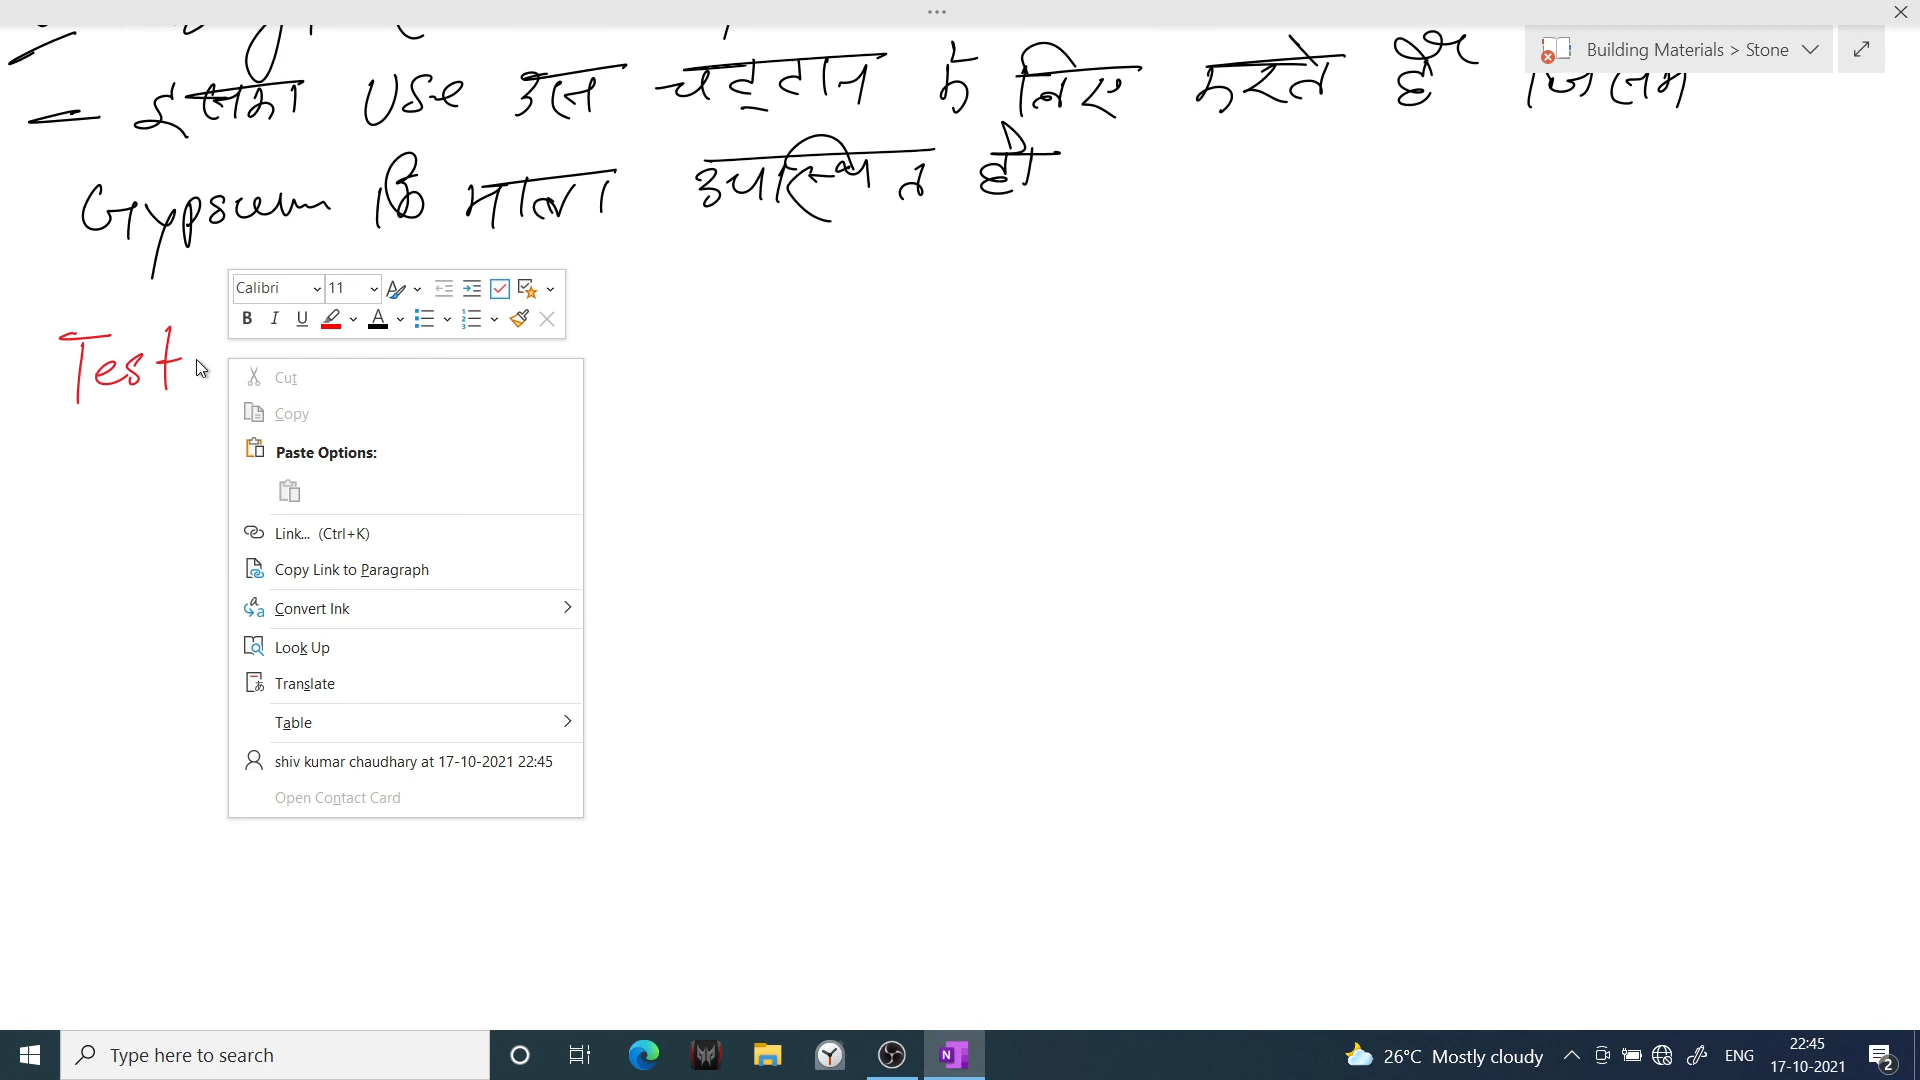 Building Materials > Stone
– इसका Use उस चट्टान के लिए करते है जिसमे
Gypsum कि मात्रा उपस्थित हो
Calibri 11
B I U A
Test
Cut
Copy
Paste Options:
Link... (Ctrl+K)
Copy Link to Paragraph
Convert Ink
Look Up
Translate
Table
shiv kumar chaudhary at 17-10-2021 22:45
Open Contact Card
Type here to search
26°C Mostly cloudy
ENG
22:45
17-10-2021
2